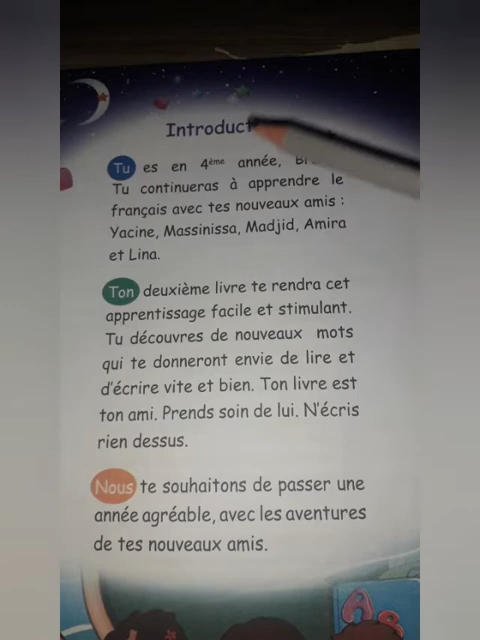 Introduct
Tu es en 4ème année,
Tu continueras à apprendre le
français avec tes nouveaux amis :
Yacine, Massinissa, Madjid, Amira
et Lina.
Ton deuxième livre te rendra cet
apprentissage facile et stimulant.
Tu découvres de nouveaux mots
qui te donneront envie de lire et
d'écrire vite et bien. Ton livre est
ton ami. Prends soin de lui. N'écris
rien dessus.
Nous te souhaitons de passer une
année agréable, avec les aventures
de tes nouveaux amis.
A